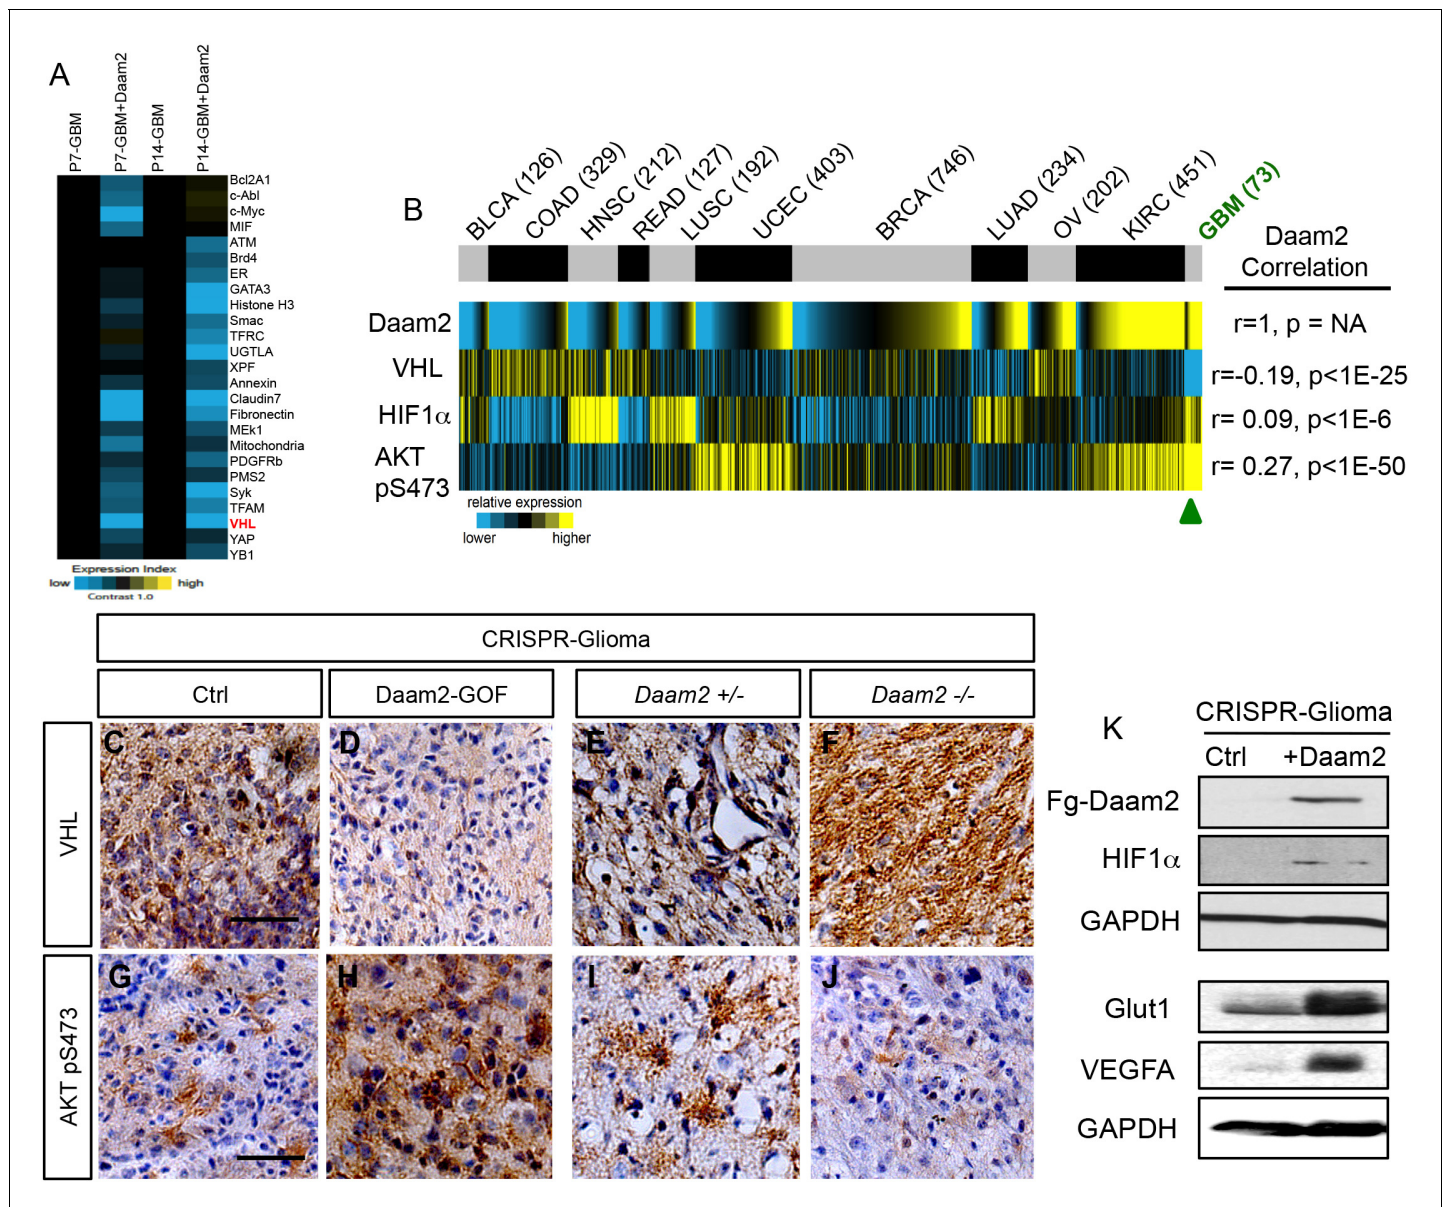 A
P7-GBM
P7-GBM+Daam2
P14-GBM
P14-GBM+Daam2
Bcl2A1
c-Abl
c-Myc
MIF
ATM
Brd4
ER
GATA3
Histone H3
Smac
TFRC
UGTLA
XPF
Annexin
Claudin7
Fibronectin
MEk1
Mitochondria
PDGFRb
PMS2
Syk
TFAM
VHL
YAP
YB1
Expression Index
low high
Contrast 1.0
B
BLCA (126)
COAD (329)
HNSC (212)
READ (127)
LUSC (192)
UCEC (403)
BRCA (746)
LUAD (234)
OV (202)
KIRC (451)
GBM (73)
Daam2
Correlation
Daam2
r=1, p = NA
VHL
r=-0.19, p<1E-25
HIF1α
r= 0.09, p<1E-6
AKT
pS473
r= 0.27, p<1E-50
relative expression
lower higher
CRISPR-Glioma
Ctrl
Daam2-GOF
Daam2 +/-
Daam2 -/-
VHL
C
D
E
F
AKT pS473
G
H
I
J
K
CRISPR-Glioma
Ctrl +Daam2
Fg-Daam2
HIF1α
GAPDH
Glut1
VEGFA
GAPDH